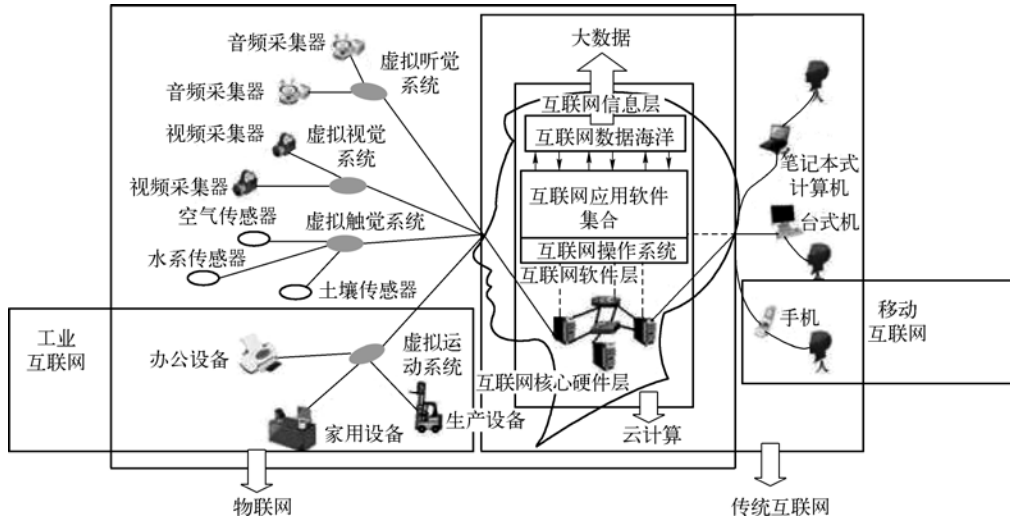 音频采集器
虚拟听觉
系统
音频采集器
视频采集器
虚拟视觉
系统
视频采集器
空气传感器
虚拟触觉系统
水系传感器
土壤传感器
工业
互联网
办公设备
虚拟运
动系统
家用设备
生产设备
物联网
大数据
互联网信息层
互联网数据海洋
互联网应用软件
集合
互联网操作系统
互联网软件层
互联网核心硬件层
云计算
笔记本式
计算机
台式机
手机
移动
互联网
传统互联网